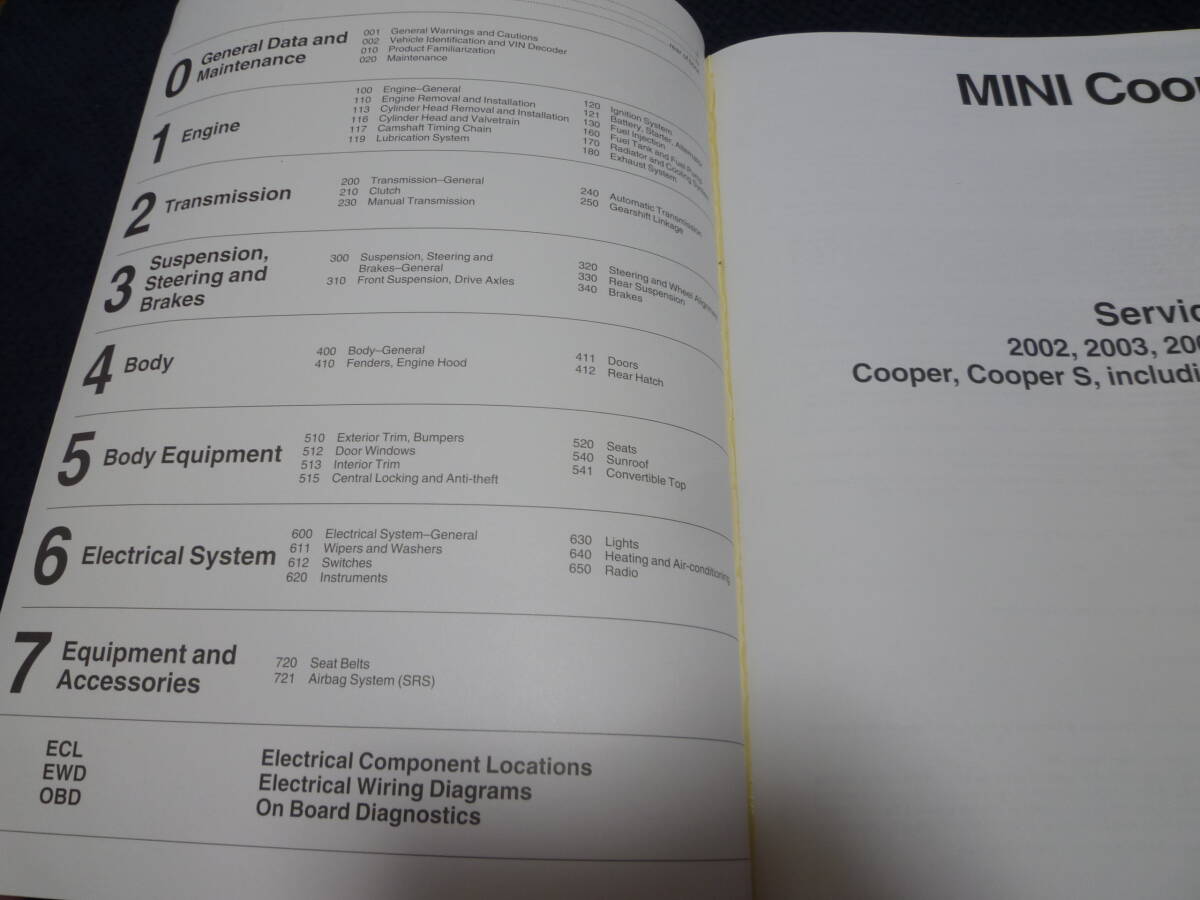 0 General Data and Maintenance
001 General Warnings and Cautions
002 Vehicle Identification and VIN Decoder
010 Product Familiarization
020 Maintenance
1 Engine
100 Engine–General
110 Engine Removal and Installation
113 Cylinder Head Removal and Installation
116 Cylinder Head and Valvetrain
117 Camshaft Timing Chain
119 Lubrication System
120 Ignition System
121 Battery, Starter, Alternator
130 Fuel Injection
160 Fuel Tank and Fuel Pump
170 Radiator and Cooling System
180 Exhaust System
2 Transmission
200 Transmission–General
210 Clutch
230 Manual Transmission
240 Automatic Transmission
250 Gearshift Linkage
3 Suspension, Steering and Brakes
300 Suspension, Steering and
Brakes–General
310 Front Suspension, Drive Axles
320 Steering and Wheel Alignment
330 Rear Suspension
340 Brakes
4 Body
400 Body–General
410 Fenders, Engine Hood
411 Doors
412 Rear Hatch
5 Body Equipment
510 Exterior Trim, Bumpers
512 Door Windows
513 Interior Trim
515 Central Locking and Anti-theft
520 Seats
540 Sunroof
541 Convertible Top
6 Electrical System
600 Electrical System–General
611 Wipers and Washers
612 Switches
620 Instruments
630 Lights
640 Heating and Air-conditioning
650 Radio
7 Equipment and Accessories
720 Seat Belts
721 Airbag System (SRS)
ECL Electrical Component Locations
EWD Electrical Wiring Diagrams
OBD On Board Diagnostics
MINI Coo
Servic
2002, 2003, 20
Cooper, Cooper S, includi